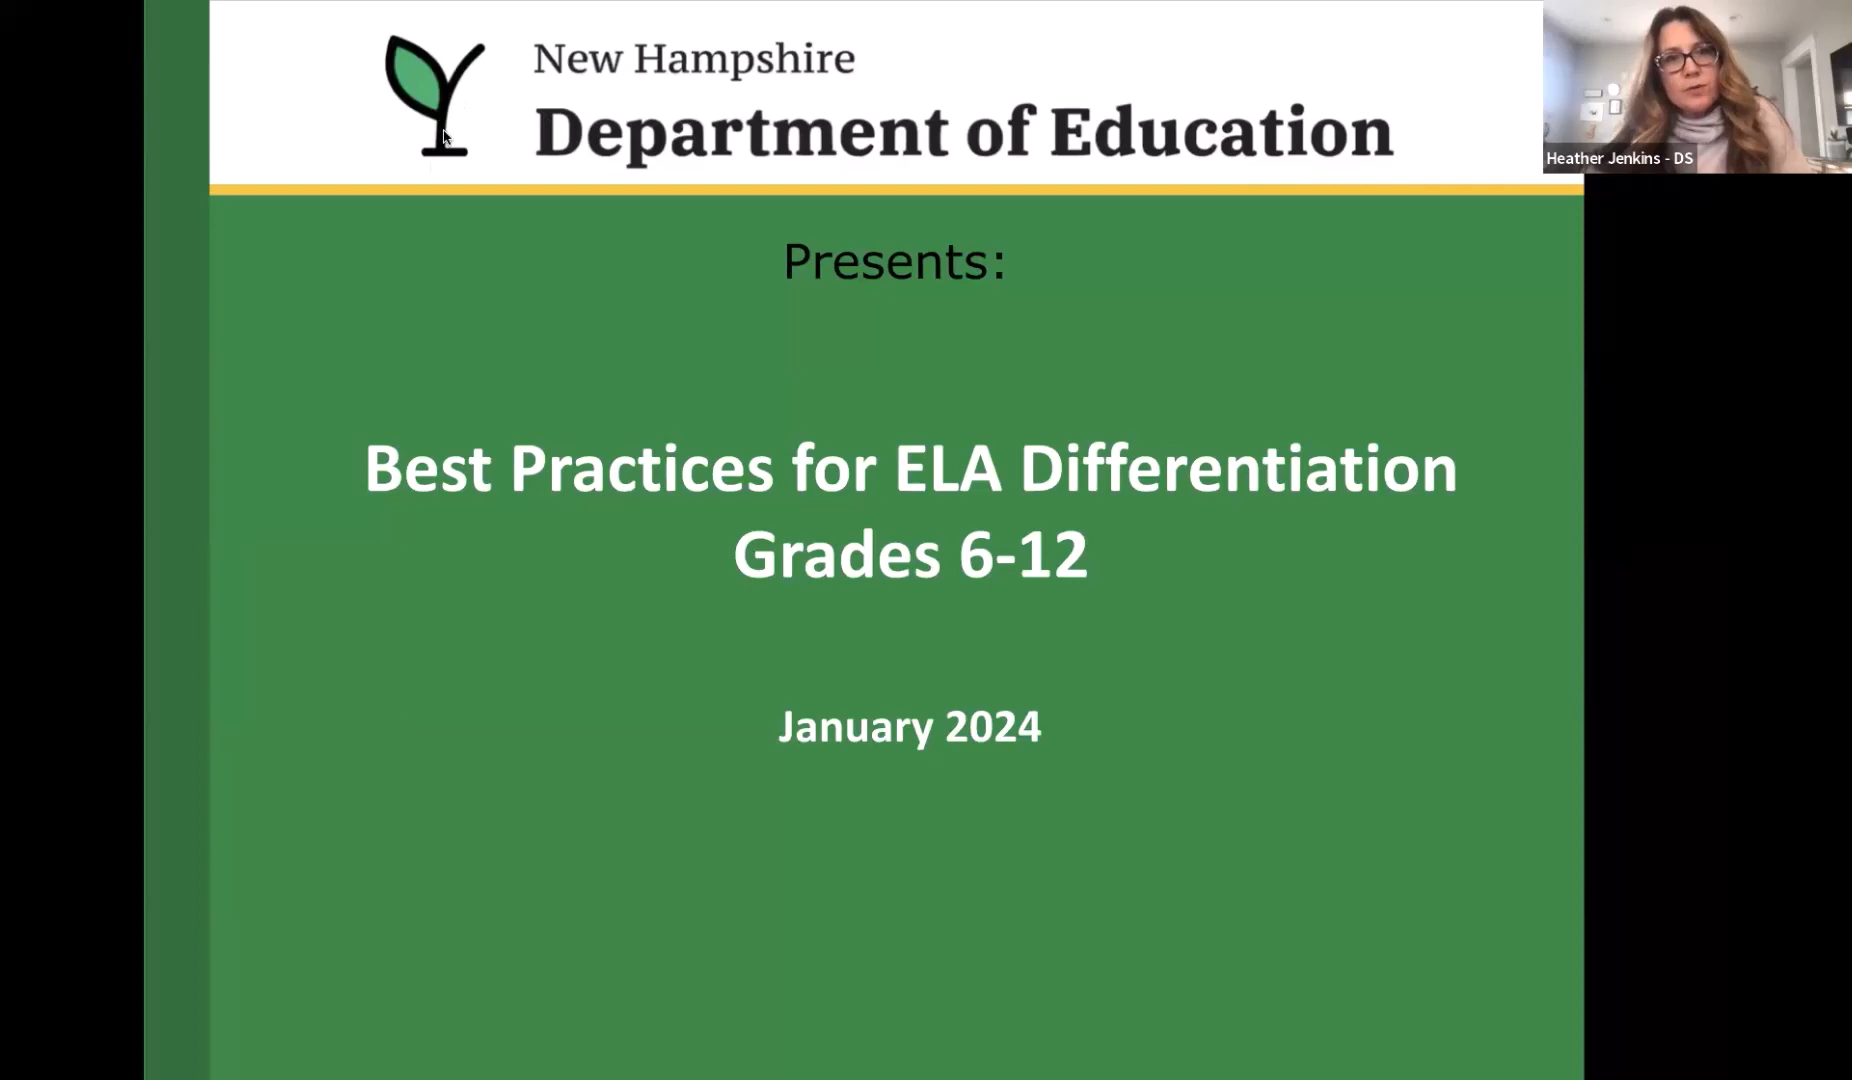 New Hampshire
Department of Education
Heather Jenkins - DS
Presents:
Best Practices for ELA Differentiation
Grades 6-12
January 2024